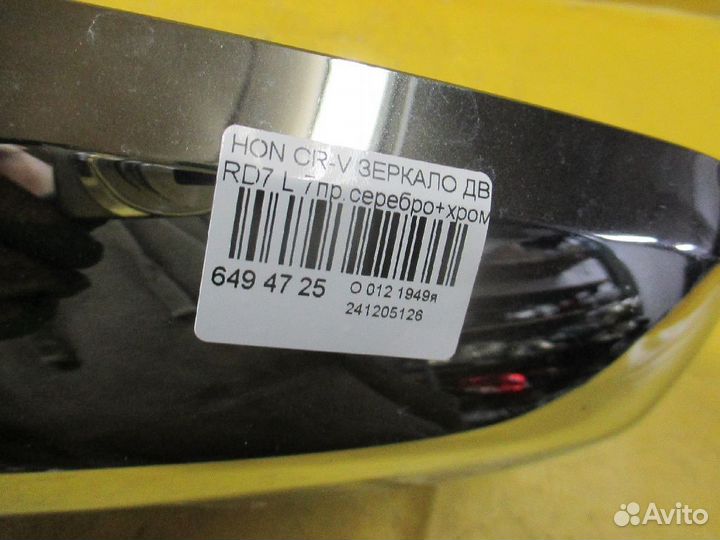 HON CR-V ЗЕРКАЛО ДВ
RD7 L 7пр.серебро+хром
649 47 25
О 012 1949я
241205126
Avito